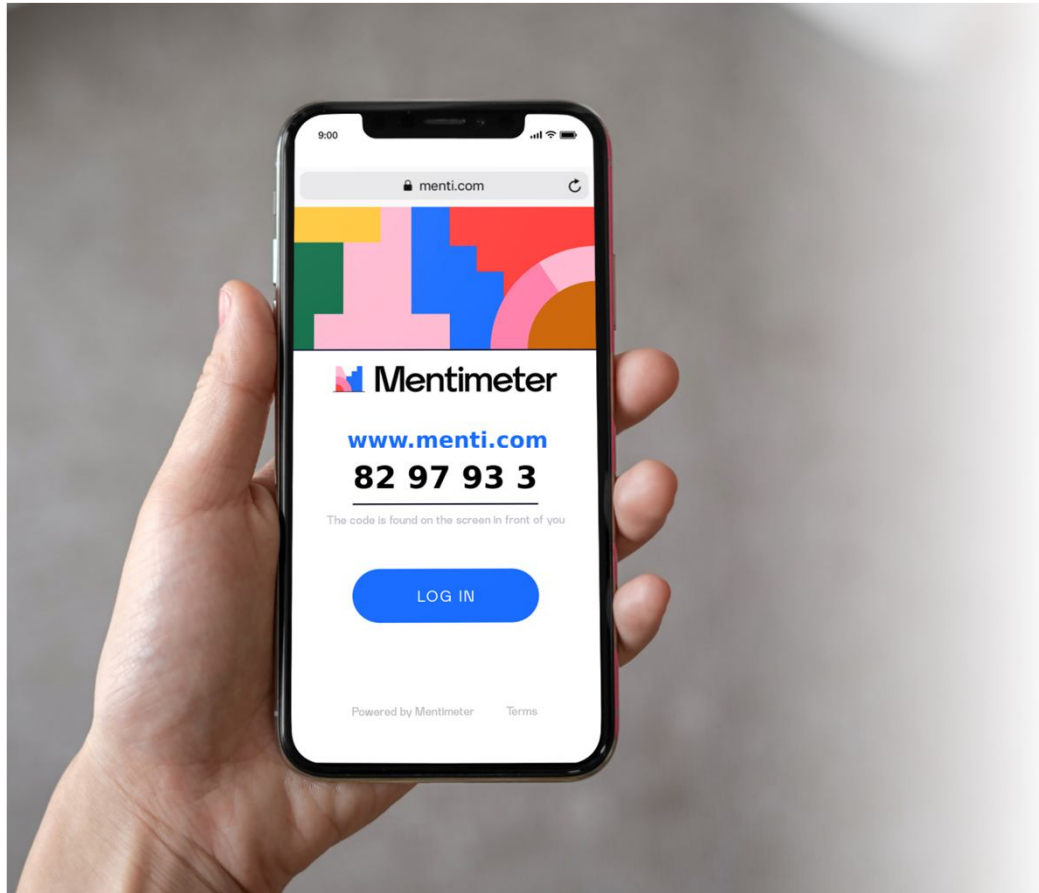 9:00
menti.com
Mentimeter
www.menti.com
82 97 93 3
The code is found on the screen in front of you
LOG IN
Powered by Mentimeter Terms